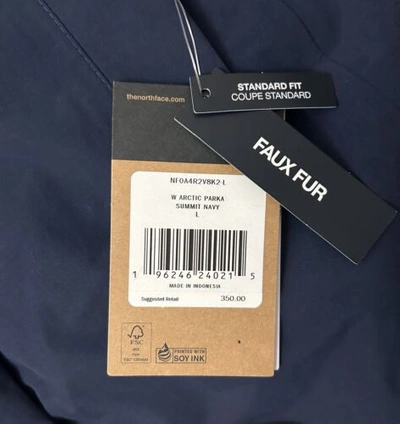 STANDARD FIT
COUPE STANDARD
thenorthface.com
FAUX FUR
NF0A4R2V8K2-L
W ARCTIC PARKA
SUMMIT NAVY
L
1 96246 24021 5
MADE IN INDONESIA
Suggested Retail 350.00
FSC
PRINTED WITH
SOY INK